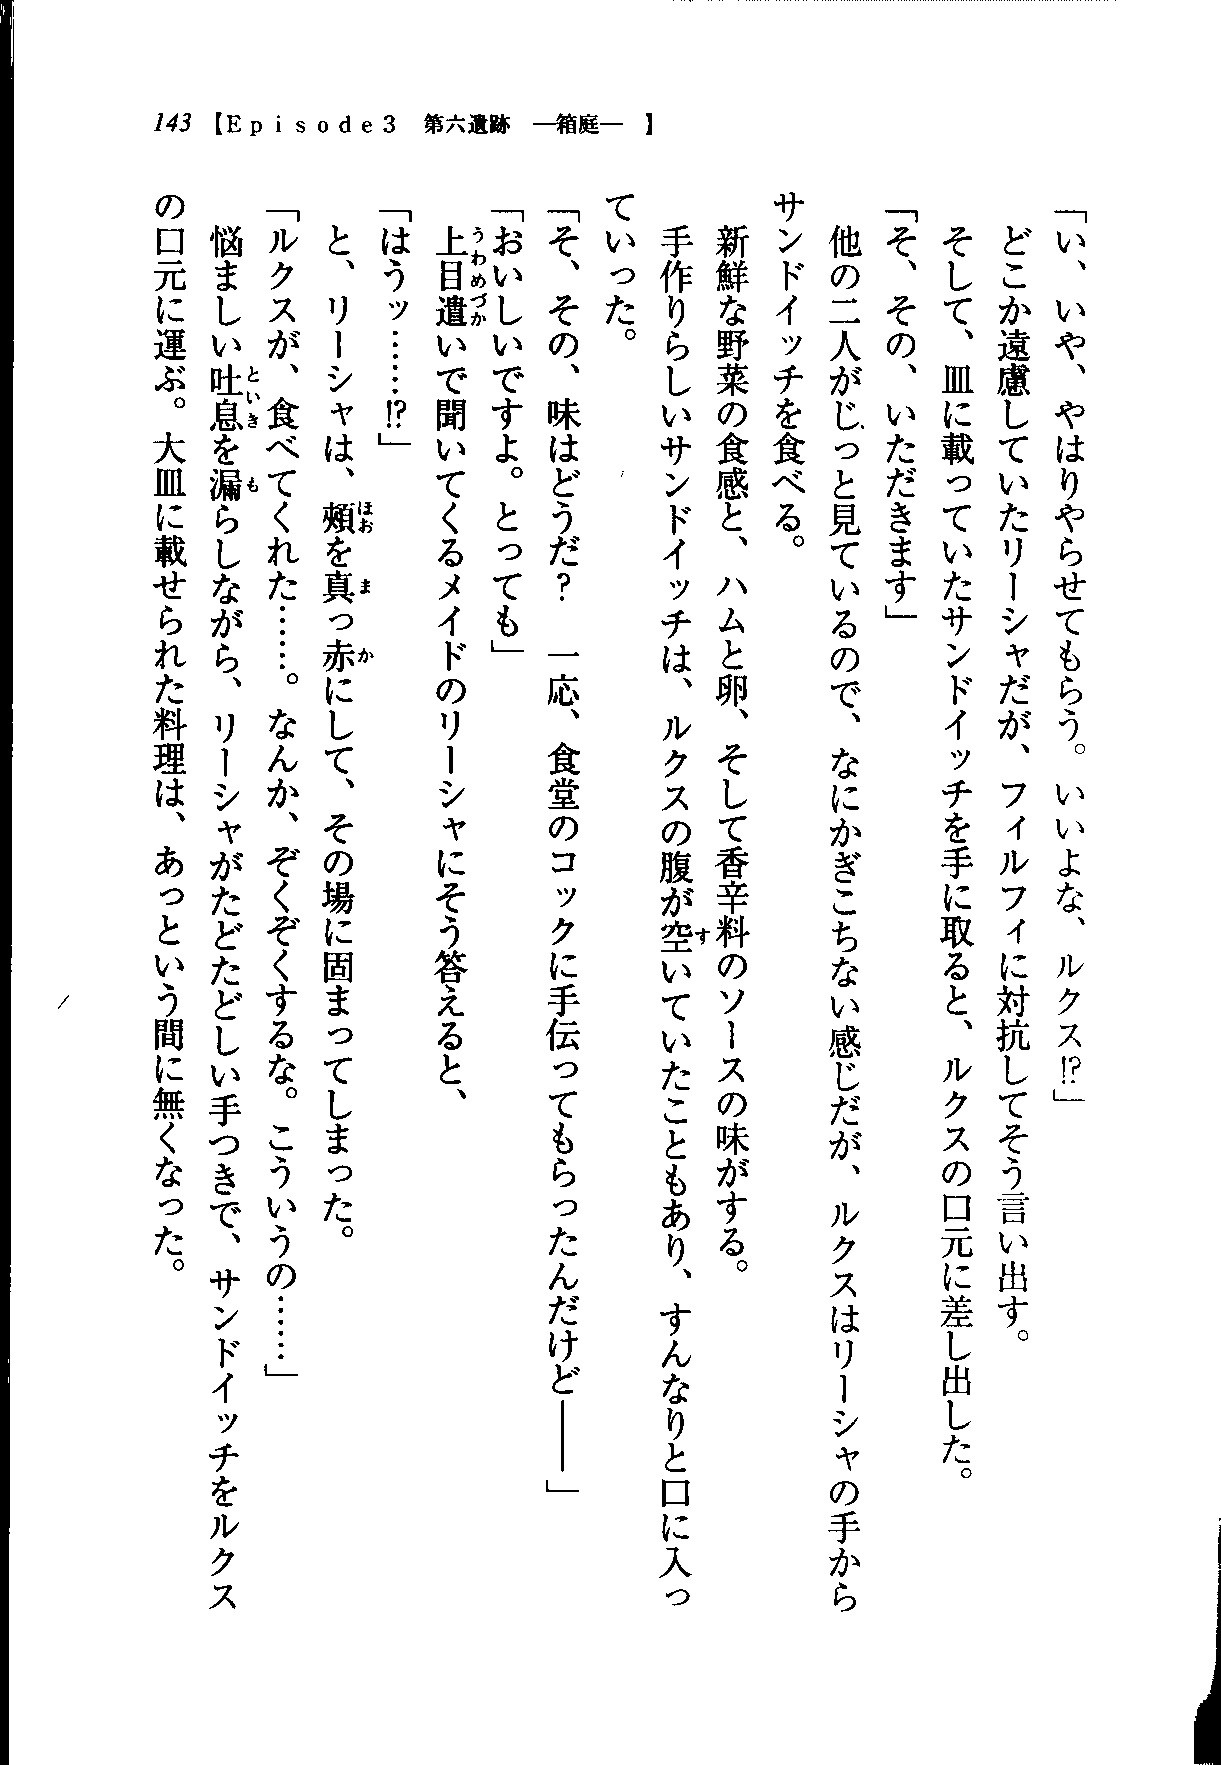 143【Episode3　第六遺跡　―箱庭―　】
「い、いや、やはりやらせてもらう。いいよな、ルクス!?」
　どこか遠慮していたリーシャだが、フィルフィに対抗してそう言い出す。
　そして、皿に載っていたサンドイッチを手に取ると、ルクスの口元に差し出した。
「そ、その、いただきます」
　他の二人がじっと見ているので、なにかぎこちない感じだが、ルクスはリーシャの手から
サンドイッチを食べる。
　新鮮な野菜の食感と、ハムと卵、そして香辛料のソースの味がする。
　手作りらしいサンドイッチは、ルクスの腹が空いていたこともあり、すんなりと口に入っ
ていった。
「そ、その、味はどうだ？　一応、食堂のコックに手伝ってもらったんだけど――」
「おいしいですよ。とっても」
　上目遣いで聞いてくるメイドのリーシャにそう答えると、
「はうッ……!?」
　と、リーシャは、頰を真っ赤にして、その場に固まってしまった。
「ルクスが、食べてくれた……。なんか、ぞくぞくするな。こういうの……」
　悩ましい吐息を漏らしながら、リーシャがたどたどしい手つきで、サンドイッチをルクス
の口元に運ぶ。大皿に載せられた料理は、あっという間に無くなった。